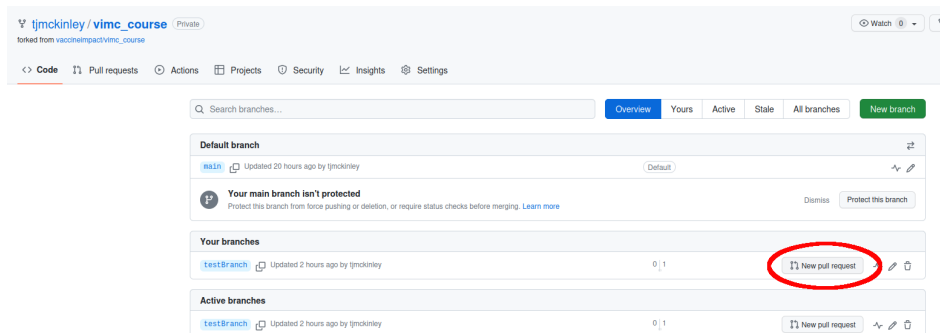 tjmckinley / vimc_course Private
Watch 0
forked from vaccineimpact/vimc_course
Code Pull requests Actions Projects Security Insights Settings
Search branches...
Overview Yours Active Stale All branches New branch
Default branch
main Updated 20 hours ago by tjmckinley Default
Your main branch isn't protected
Protect this branch from force pushing or deletion, or require status checks before merging. Learn more
Dismiss Protect this branch
Your branches
testBranch Updated 2 hours ago by tjmckinley 0 1 New pull request
Active branches
testBranch Updated 2 hours ago by tjmckinley 0 1 New pull request